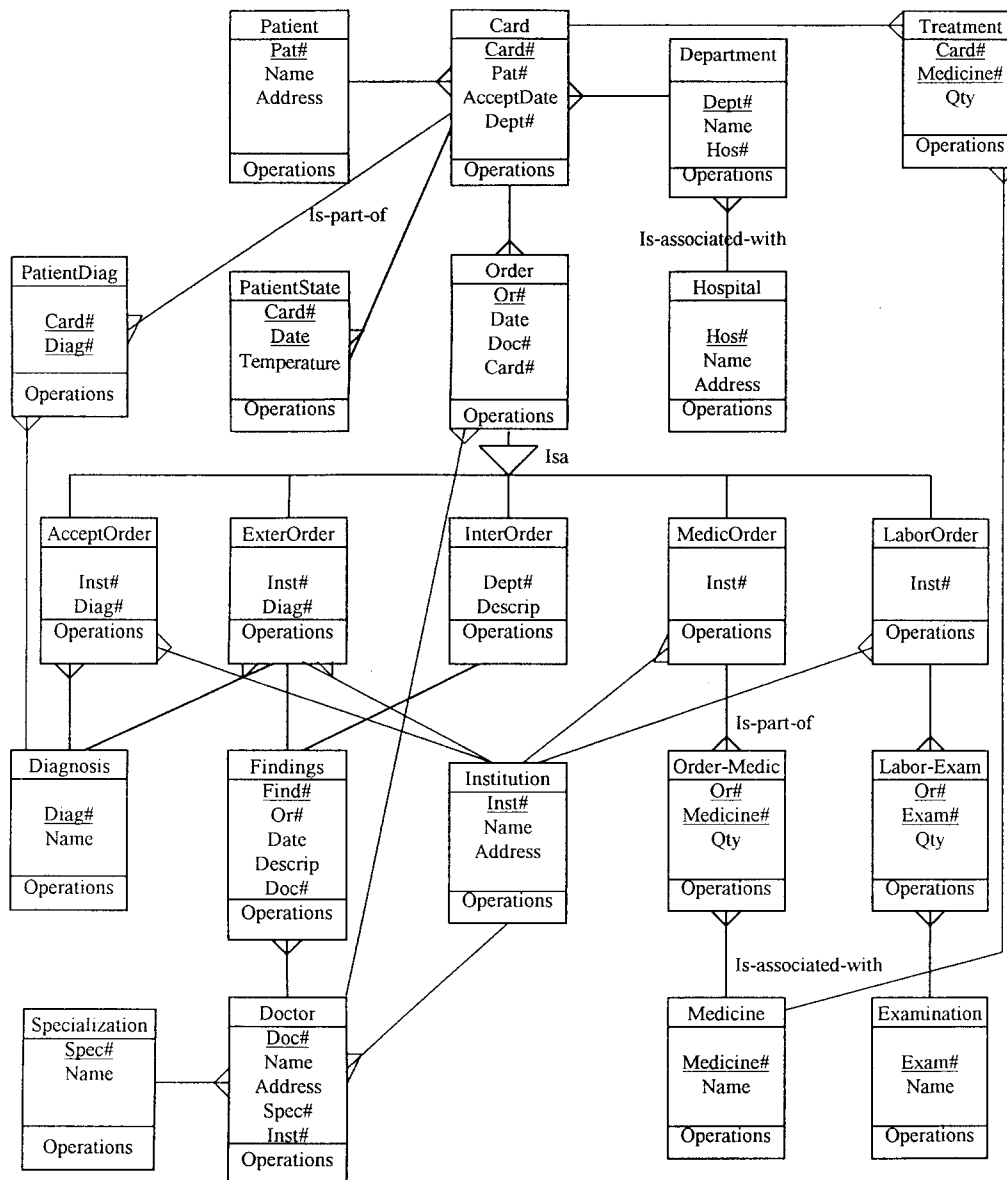 Patient
Pat#
Name
Address
Operations
Card
Card#
Pat#
AcceptDate
Dept#
Operations
Department
Dept#
Name
Hos#
Operations
Treatment
Card#
Medicine#
Qty
Operations
Is-part-of
Is-associated-with
PatientDiag
Card#
Diag#
Operations
PatientState
Card#
Date
Temperature
Operations
Order
Or#
Date
Doc#
Card#
Operations
Hospital
Hos#
Name
Address
Operations
Isa
AcceptOrder
Inst#
Diag#
Operations
ExterOrder
Inst#
Diag#
Operations
InterOrder
Dept#
Descrip
Operations
MedicOrder
Inst#
Operations
LaborOrder
Inst#
Operations
Is-part-of
Diagnosis
Diag#
Name
Operations
Findings
Find#
Or#
Date
Descrip
Doc#
Operations
Institution
Inst#
Name
Address
Operations
Order-Medic
Or#
Medicine#
Qty
Operations
Labor-Exam
Or#
Exam#
Qty
Operations
Is-associated-with
Specialization
Spec#
Name
Operations
Doctor
Doc#
Name
Address
Spec#
Inst#
Operations
Medicine
Medicine#
Name
Operations
Examination
Exam#
Name
Operations